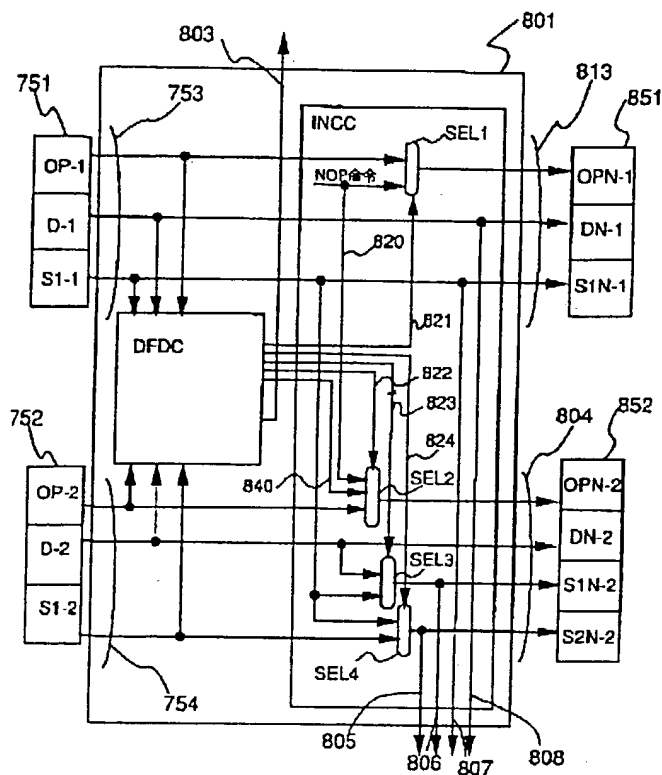 803
801
751
753
813
851
INCC
SEL1
OP-1
OPN-1
NOP命令
D-1
DN-1
820
S1-1
S1N-1
821
DFDC
822
823
752
824
804
852
OP-2
840
SEL2
OPN-2
D-2
DN-2
SEL3
S1N-2
S1-2
S2N-2
SEL4
754
805
806
807
808